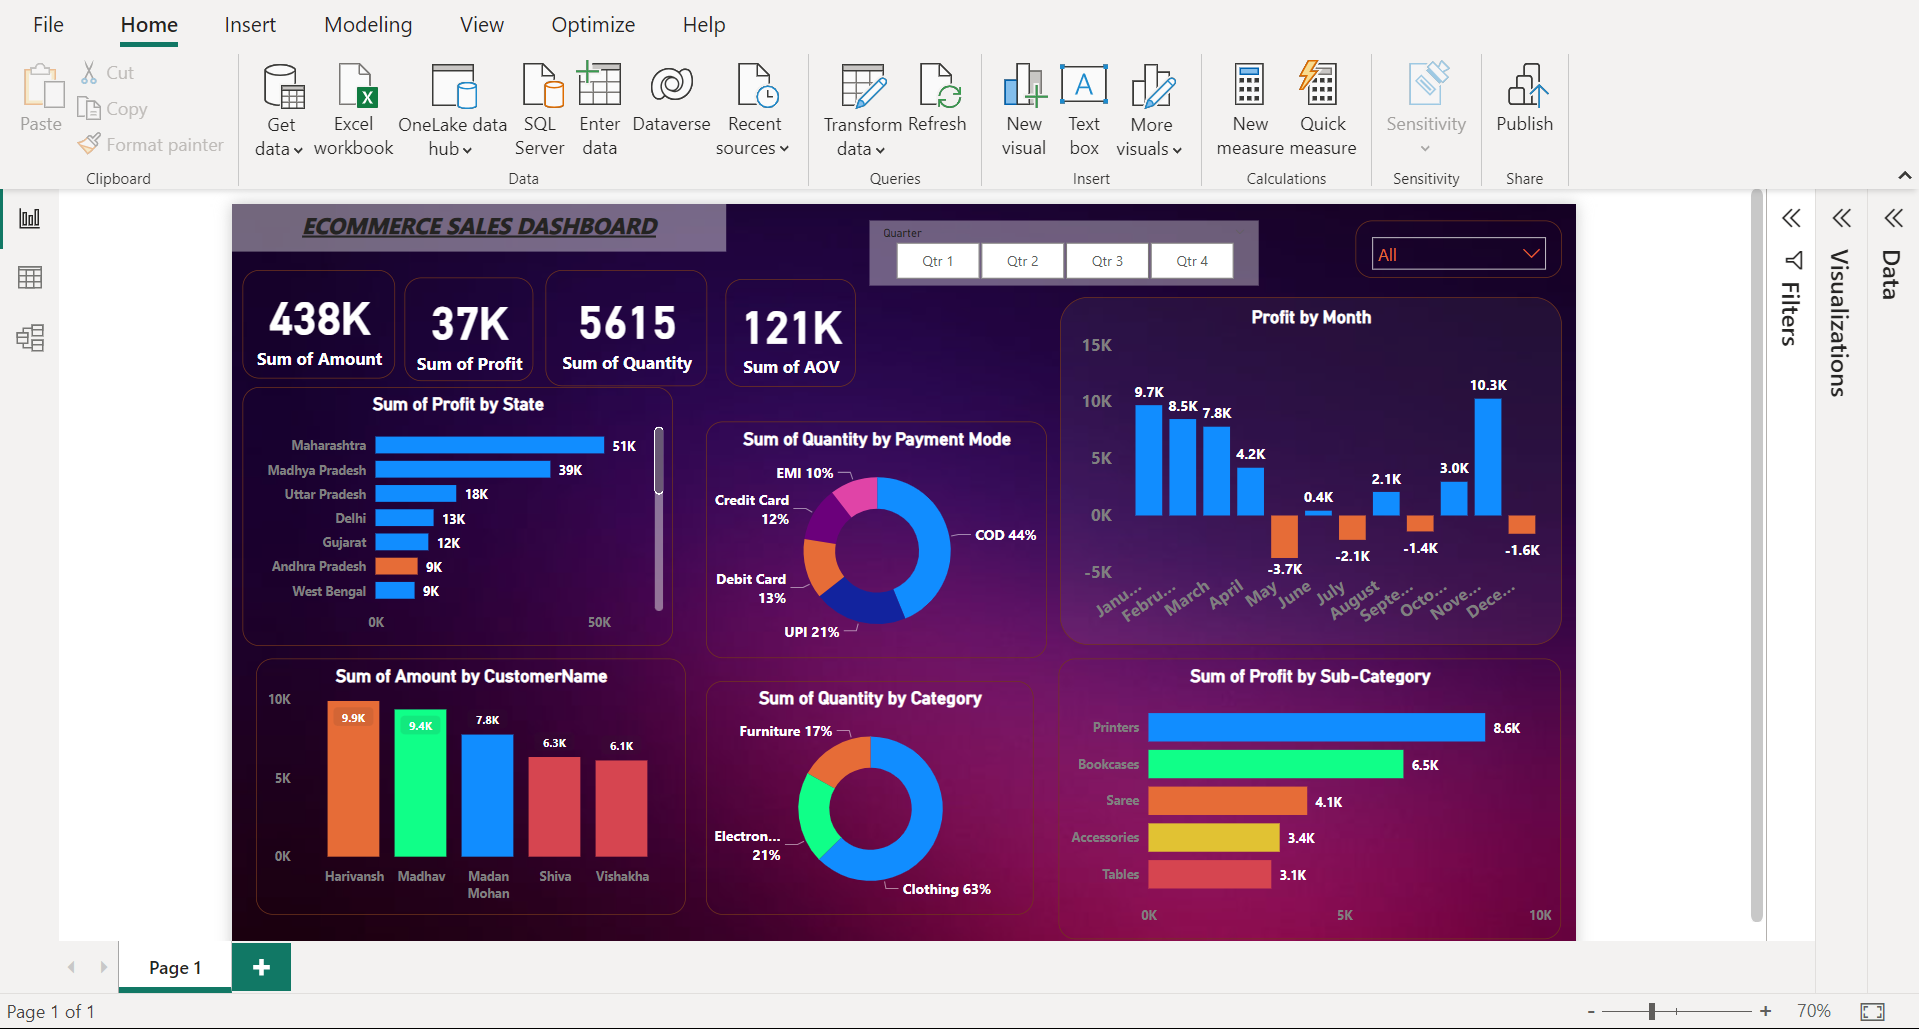 File Home Insert Modeling View Optimize Help
Paste
Cut
Copy
Format painter
Clipboard
Get
data
Excel
workbook
OneLake data
hub
SQL
Server
Enter
data
Dataverse
Recent
sources
Data
Transform
data
Refresh
Queries
New
visual
Text
box
More
visuals
Insert
New
measure
Quick
measure
Calculations
Sensitivity
Sensitivity
Publish
Share
ECOMMERCE SALES DASHBOARD
Quarter
Qtr 1 Qtr 2 Qtr 3 Qtr 4
All
438K
Sum of Amount
37K
Sum of Profit
5615
Sum of Quantity
121K
Sum of AOV
Sum of Profit by State
Maharashtra 51K
Madhya Pradesh 39K
Uttar Pradesh 18K
Delhi 13K
Gujarat 12K
Andhra Pradesh 9K
West Bengal 9K
0K 50K
Sum of Quantity by Payment Mode
EMI 10%
Credit Card
12%
COD 44%
Debit Card
13%
UPI 21%
Profit by Month
15K
10K
5K
0K
-5K
9.7K 8.5K 7.8K 4.2K -3.7K 0.4K -2.1K 2.1K -1.4K 3.0K 10.3K -1.6K
Janu... Febru... March April May June July August Septe... Octo... Nove... Dece...
Sum of Amount by CustomerName
10K
5K
0K
9.9K 9.4K 7.8K 6.3K 6.1K
Harivansh Madhav Madan Shiva Vishakha
Mohan
Sum of Quantity by Category
Furniture 17%
Electron...
21%
Clothing 63%
Sum of Profit by Sub-Category
Printers 8.6K
Bookcases 6.5K
Saree 4.1K
Accessories 3.4K
Tables 3.1K
0K 5K 10K
Filters
Visualizations
Data
Page 1
+
Page 1 of 1
- + 70%